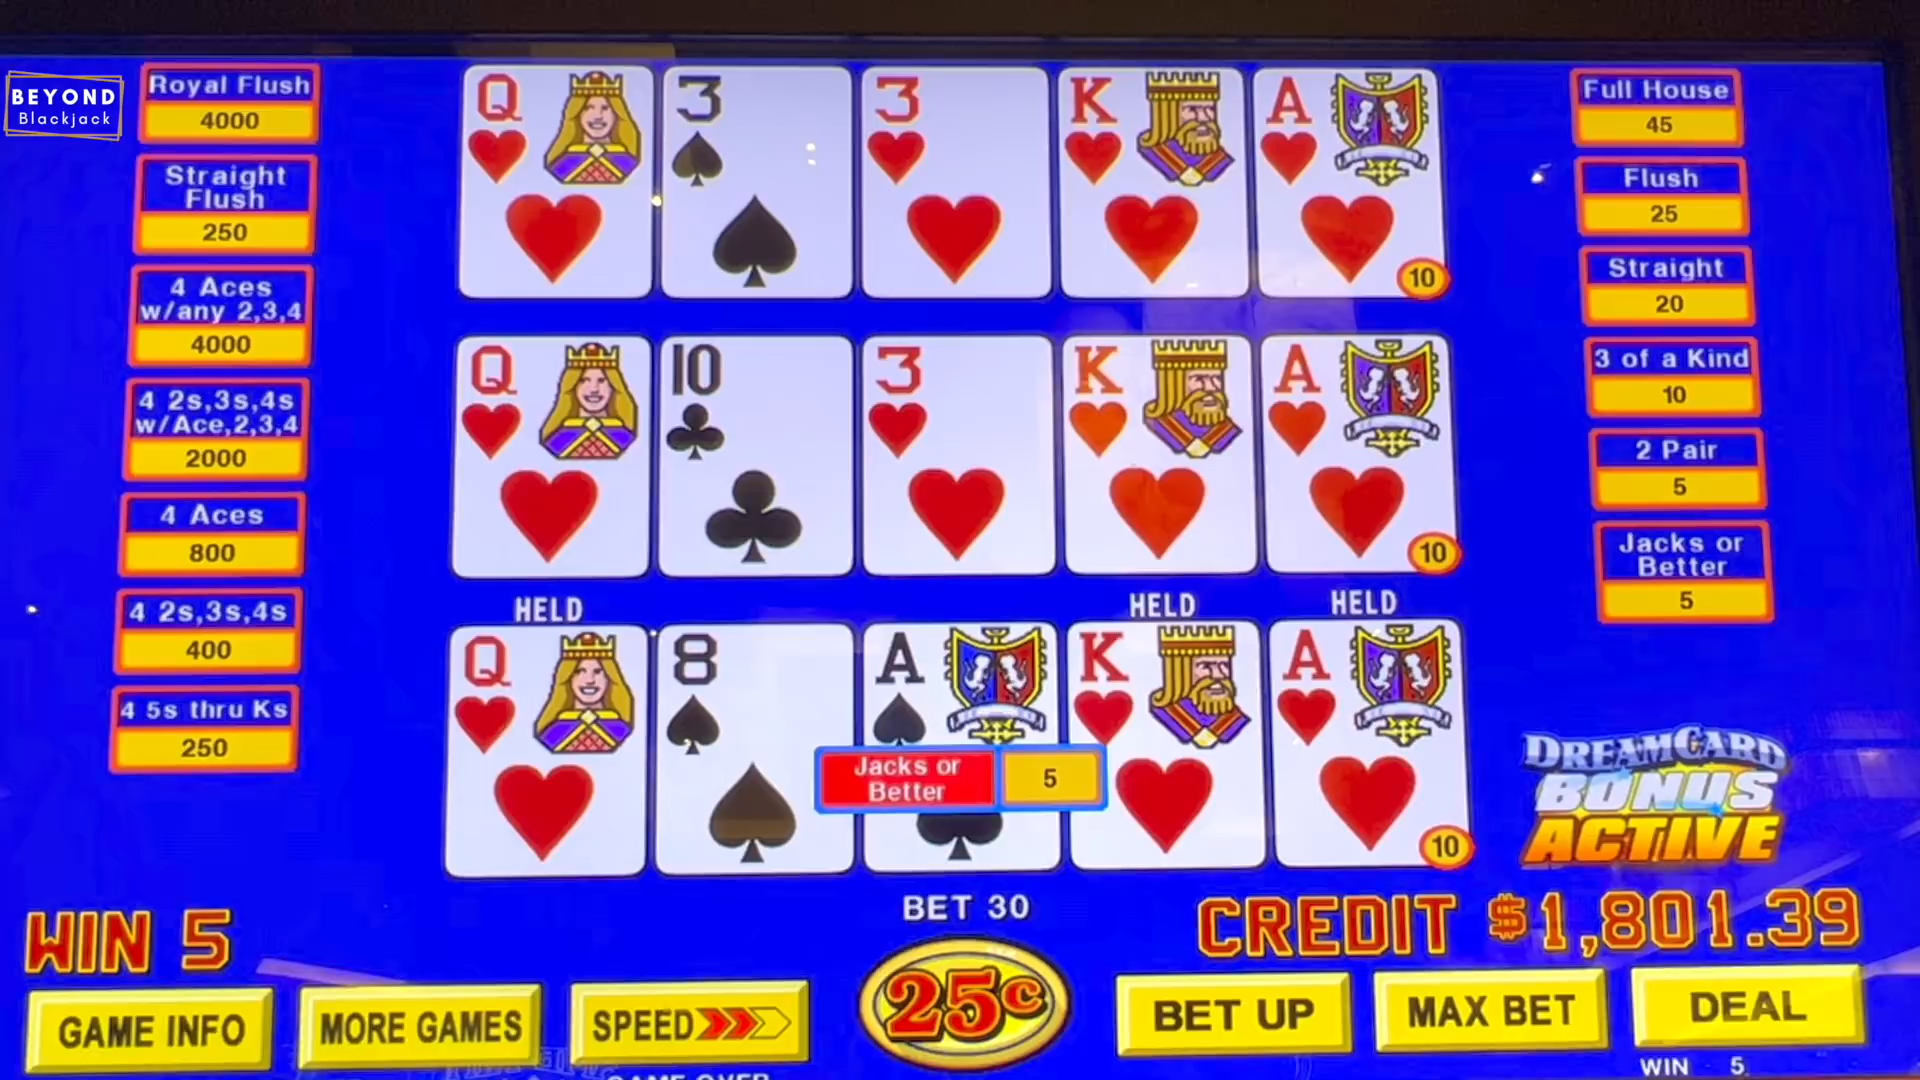 BEYOND
Blackjack
Royal Flush
4000
Straight
Flush
250
4 Aces
w/any 2,3,4
4000
4 2s,3s,4s
w/Ace,2,3,4
2000
4 Aces
800
4 2s,3s,4s
400
4 5s thru Ks
250
Q 3 3 K A
10
Q 10 3 K A
10
HELD HELD HELD
Q 8 A K A
Jacks or
Better
5
10
Full House
45
Flush
25
Straight
20
3 of a Kind
10
2 Pair
5
Jacks or
Better
5
DREAM CARD
BONUS
ACTIVE
WIN 5
BET 30
CREDIT $1,801.39
25¢
GAME INFO
MORE GAMES
SPEED
BET UP
MAX BET
DEAL
GAME OVER
WIN 5